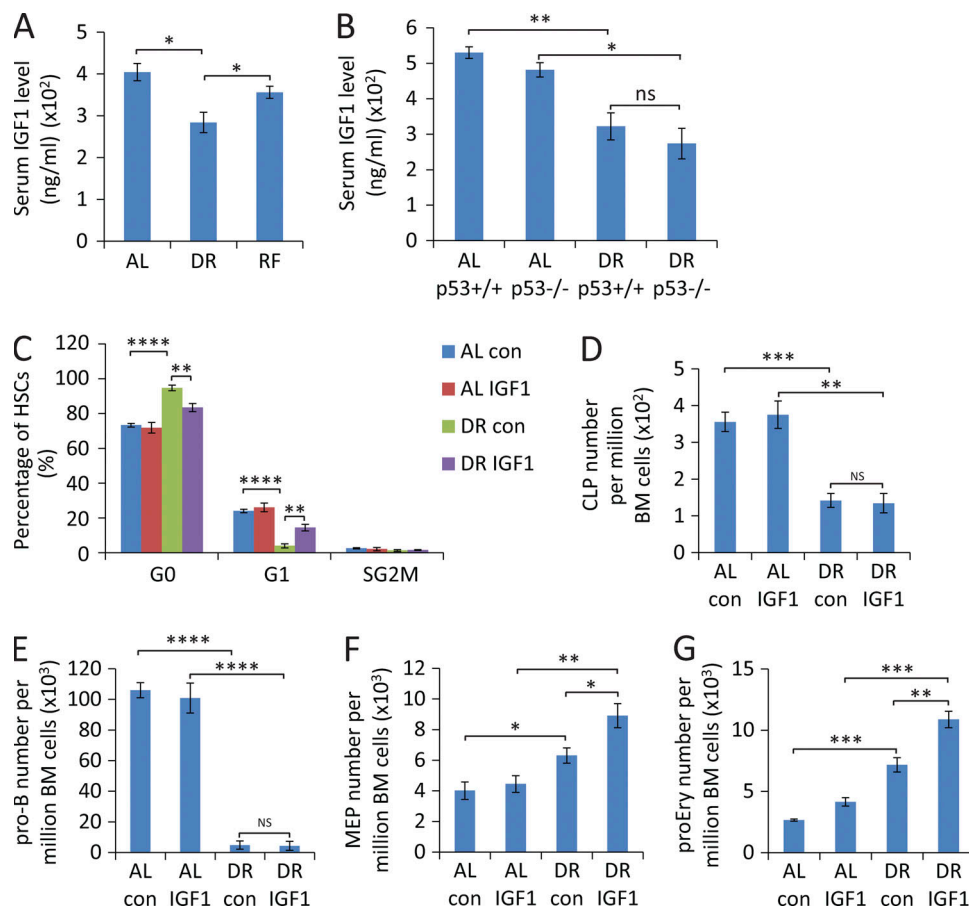 A
Serum IGF1 level
(ng/ml) (x10²)
5
4
3
2
1
0
*
*
AL DR RF
B
Serum IGF1 level
(ng/ml) (x10²)
6
5
4
3
2
1
0
**
*
ns
AL AL DR DR
p53+/+ p53-/- p53+/+ p53-/-
C
Percentage of HSCs
(%)
120
100
80
60
40
20
0
****
**
****
**
G0 G1 SG2M
AL con
AL IGF1
DR con
DR IGF1
D
CLP number
per million
BM cells (x10²)
5
4
3
2
1
0
***
**
NS
AL AL DR DR
con IGF1 con IGF1
E
pro-B number per
million BM cells (x10³)
120
100
80
60
40
20
0
****
****
NS
AL AL DR DR
con IGF1 con IGF1
F
MEP number per
million BM cells (x10³)
12
10
8
6
4
2
0
**
*
*
AL AL DR DR
con IGF1 con IGF1
G
proEry number per
million BM cells (x10³)
15
10
5
0
***
**
***
AL AL DR DR
con IGF1 con IGF1